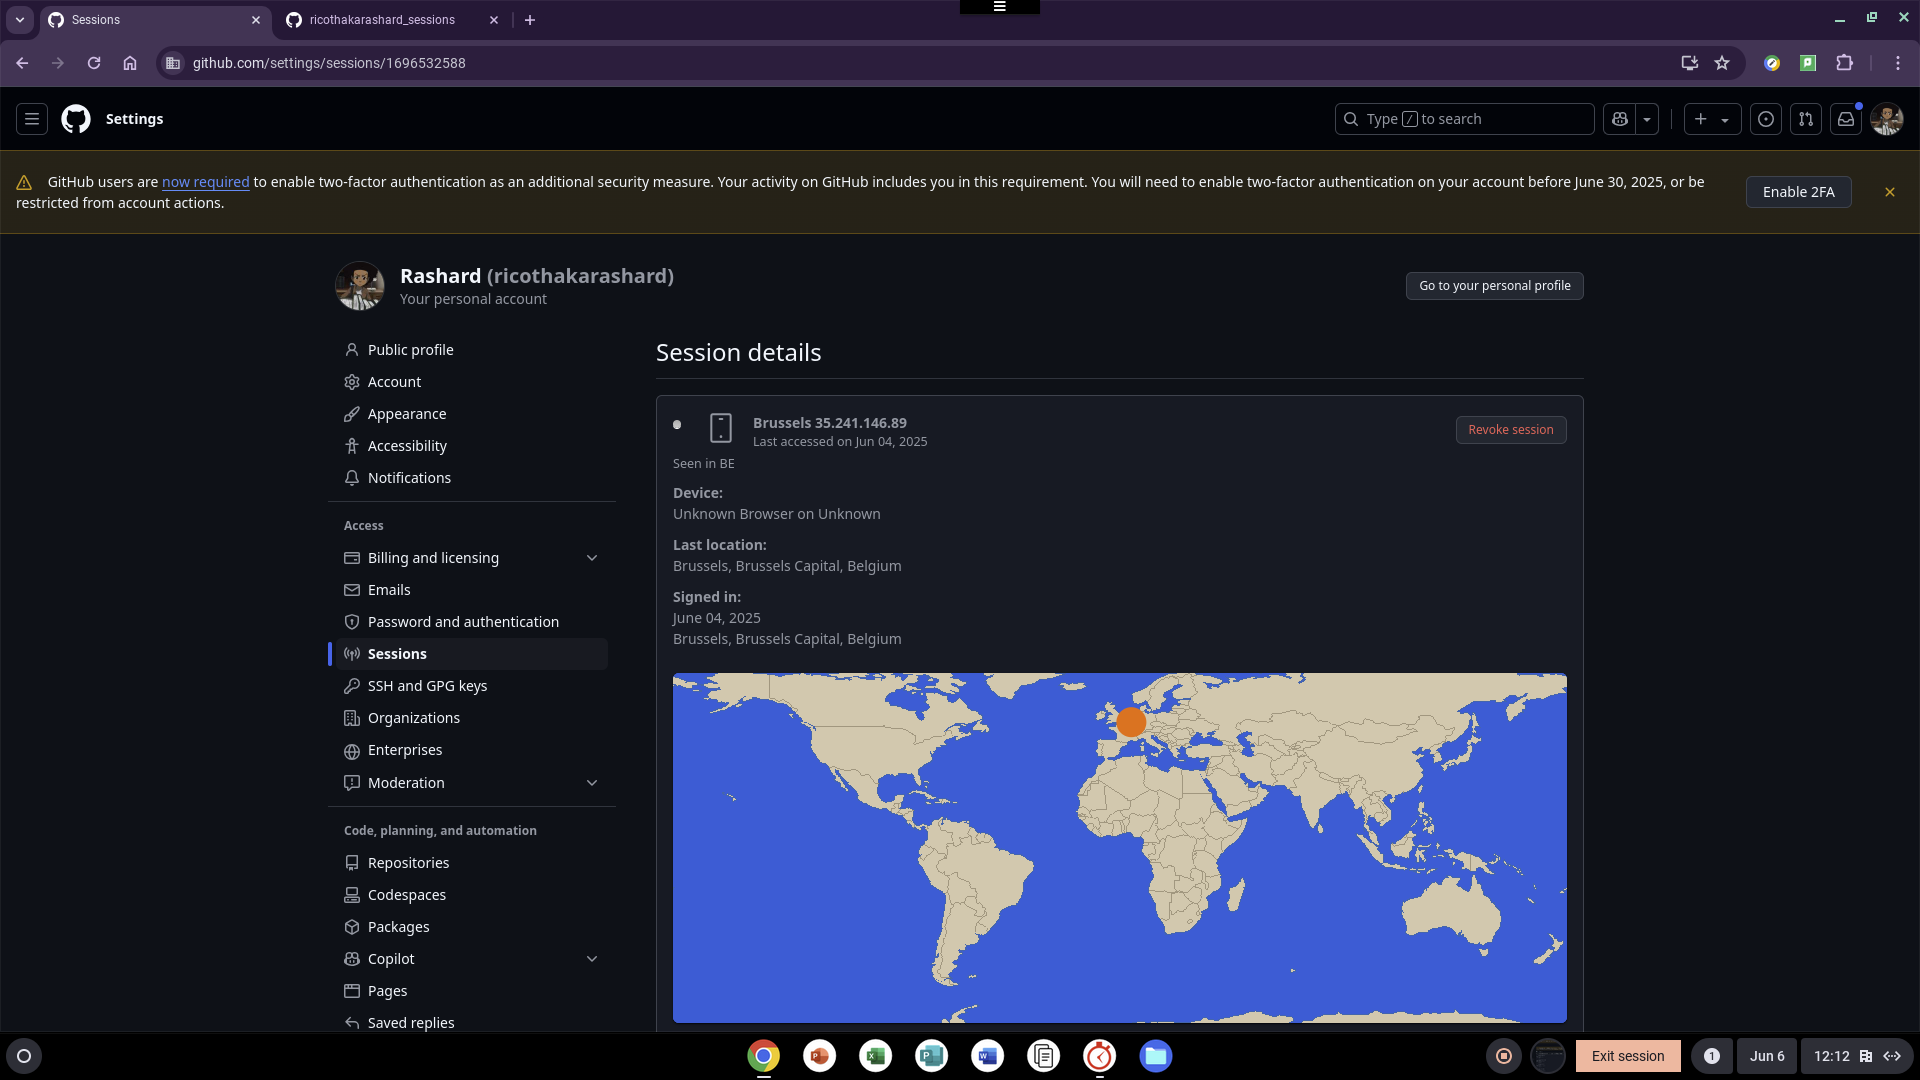 Sessions
ricothakarashard_sessions
github.com/settings/sessions/1696532588
Settings
Type / to search
GitHub users are now required to enable two-factor authentication as an additional security measure. Your activity on GitHub includes you in this requirement. You will need to enable two-factor authentication on your account before June 30, 2025, or be
restricted from account actions.
Enable 2FA
Rashard (ricothakarashard)
Your personal account
Go to your personal profile
Public profile
Account
Appearance
Accessibility
Notifications
Access
Billing and licensing
Emails
Password and authentication
Sessions
SSH and GPG keys
Organizations
Enterprises
Moderation
Code, planning, and automation
Repositories
Codespaces
Packages
Copilot
Pages
Saved replies
Session details
Brussels 35.241.146.89
Last accessed on Jun 04, 2025
Revoke session
Seen in BE
Device:
Unknown Browser on Unknown
Last location:
Brussels, Brussels Capital, Belgium
Signed in:
June 04, 2025
Brussels, Brussels Capital, Belgium
Exit session
1
Jun 6
12:12